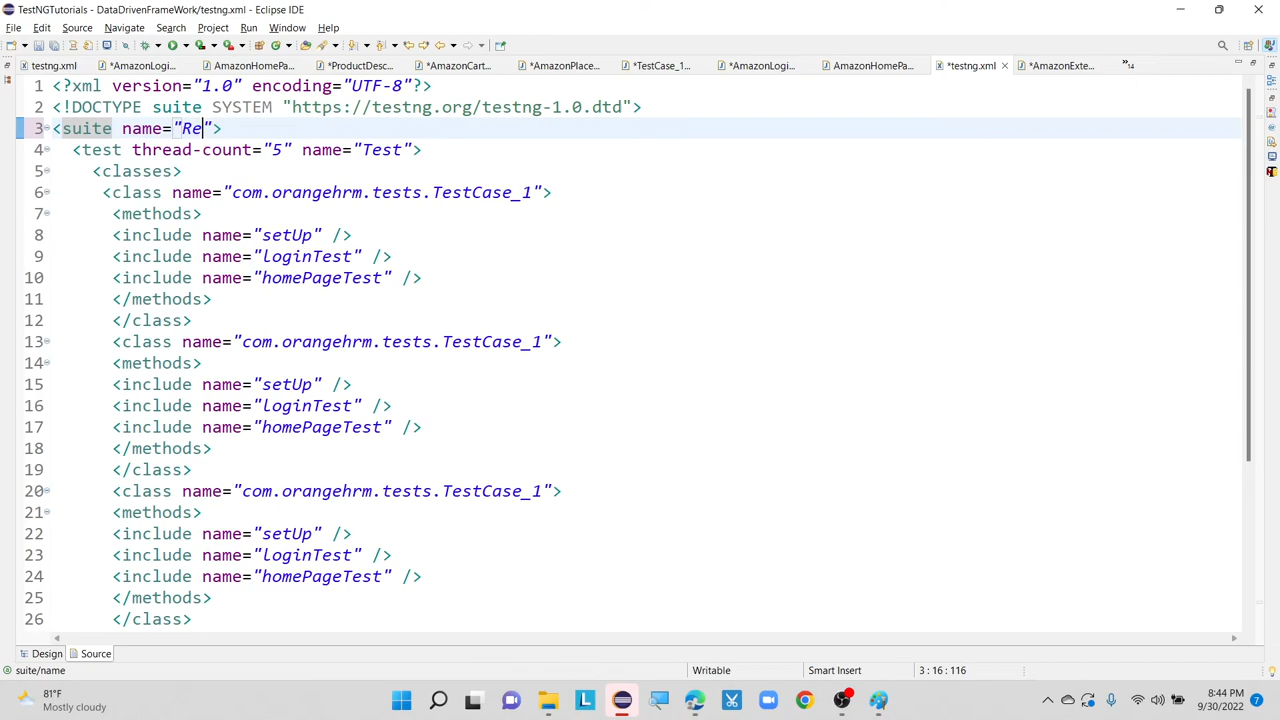 TestNGTutorials - DataDrivenFrameWork/testng.xml - Eclipse IDE
File Edit Source Navigate Search Project Run Window Help
testng.xml *AmazonLogi... AmazonHomePa... *ProductDesc... *AmazonCart... *AmazonPlace... *TestCase_1... *AmazonLogi... AmazonHomePa... *testng.xml *AmazonExte... »14
1 <?xml version="1.0" encoding="UTF-8"?>
2 <!DOCTYPE suite SYSTEM "https://testng.org/testng-1.0.dtd">
3 <suite name="Re">
4 <test thread-count="5" name="Test">
5 <classes>
6 <class name="com.orangehrm.tests.TestCase_1">
7 <methods>
8 <include name="setUp" />
9 <include name="loginTest" />
10 <include name="homePageTest" />
11 </methods>
12 </class>
13 <class name="com.orangehrm.tests.TestCase_1">
14 <methods>
15 <include name="setUp" />
16 <include name="loginTest" />
17 <include name="homePageTest" />
18 </methods>
19 </class>
20 <class name="com.orangehrm.tests.TestCase_1">
21 <methods>
22 <include name="setUp" />
23 <include name="loginTest" />
24 <include name="homePageTest" />
25 </methods>
26 </class>
Design Source
suite/name Writable Smart Insert 3 : 16 : 116
81°F
Mostly cloudy
8:44 PM
9/30/2022
7